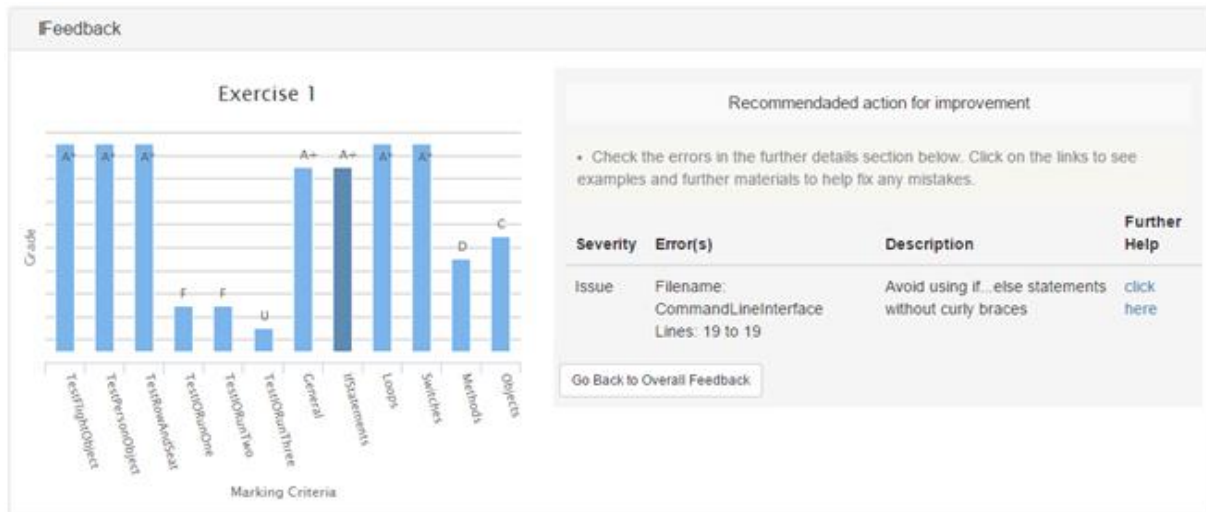 Feedback
Exercise 1
A* A* A* F F U A+ A+ A* A* D C
Grade
TestFlightObject
TestPersonObject
TestRowAndSeat
TestIORunOne
TestIORunTwo
TestIORunThree
General
IfStatements
Loops
Switches
Methods
Objects
Marking Criteria
Recommendaded action for improvement
• Check the errors in the further details section below. Click on the links to see
examples and further materials to help fix any mistakes.
Severity Error(s) Description Further Help
Issue Filename: Avoid using if...else statements click
CommandLineInterface without curly braces here
Lines: 19 to 19
Go Back to Overall Feedback